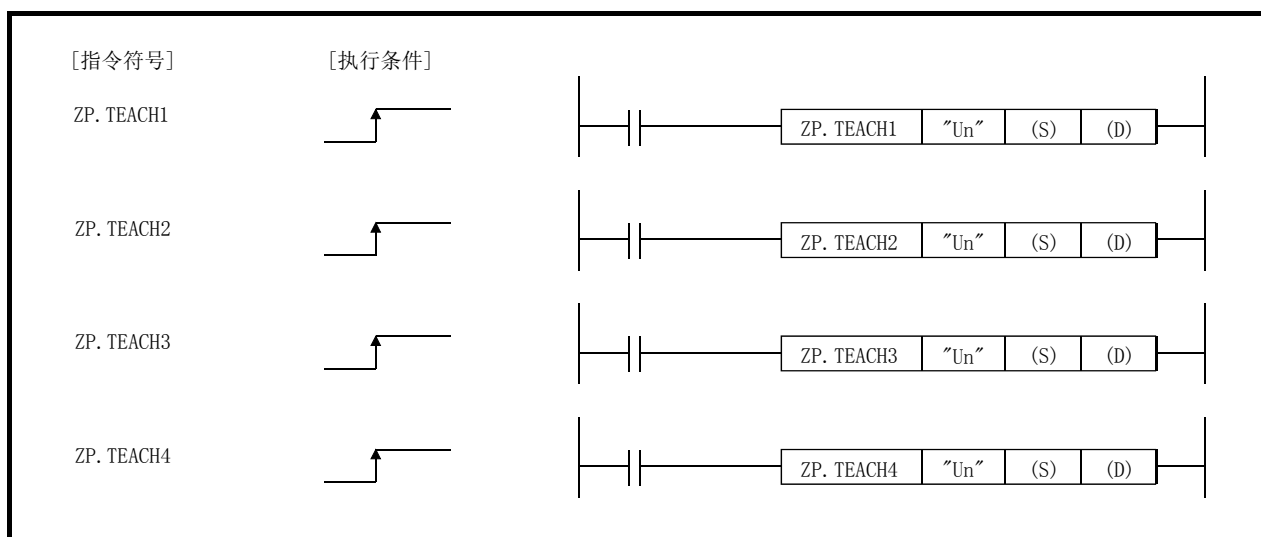 [指令符号] [执行条件]
ZP. TEACH1 ZP. TEACH1 "Un" (S) (D)
ZP. TEACH2 ZP. TEACH2 "Un" (S) (D)
ZP. TEACH3 ZP. TEACH3 "Un" (S) (D)
ZP. TEACH4 ZP. TEACH4 "Un" (S) (D)